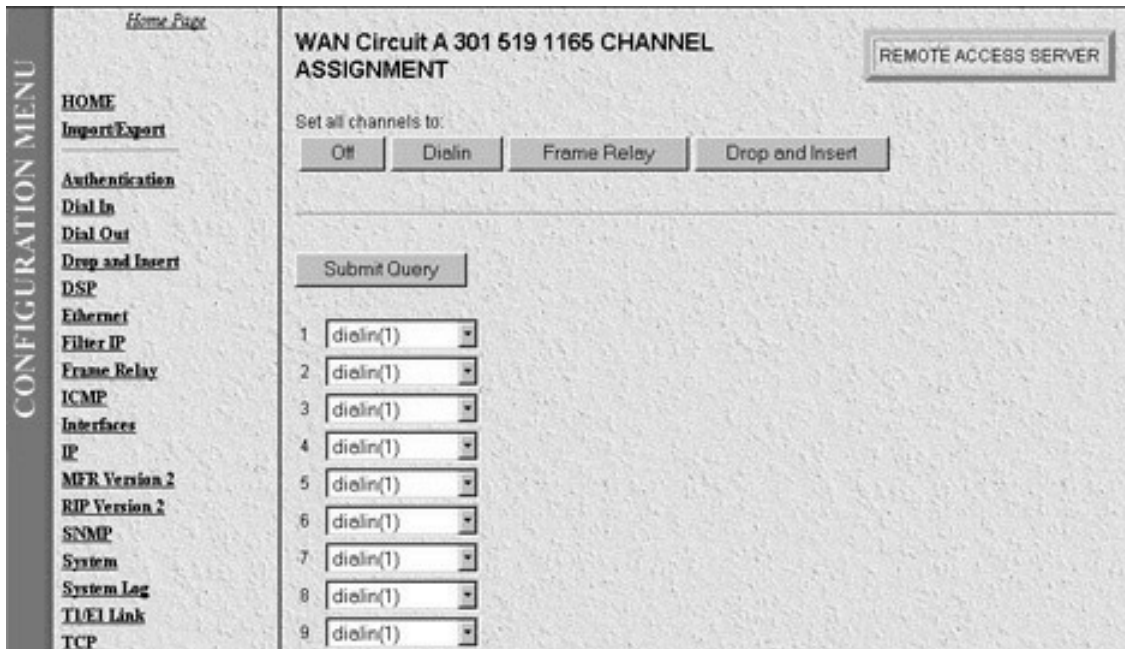 CONFIGURATION MENU
Home Page
HOME
Import/Export
Authentication
Dial In
Dial Out
Drop and Insert
DSP
Ethernet
Filter IP
Frame Relay
ICMP
Interfaces
IP
MFR Version 2
RIP Version 2
SNMP
System
System Log
T1/E1 Link
TCP
WAN Circuit A 301 519 1165 CHANNEL
ASSIGNMENT
REMOTE ACCESS SERVER
Set all channels to:
Off Dialin Frame Relay Drop and Insert
Submit Query
1 dialin(1)
2 dialin(1)
3 dialin(1)
4 dialin(1)
5 dialin(1)
6 dialin(1)
7 dialin(1)
8 dialin(1)
9 dialin(1)